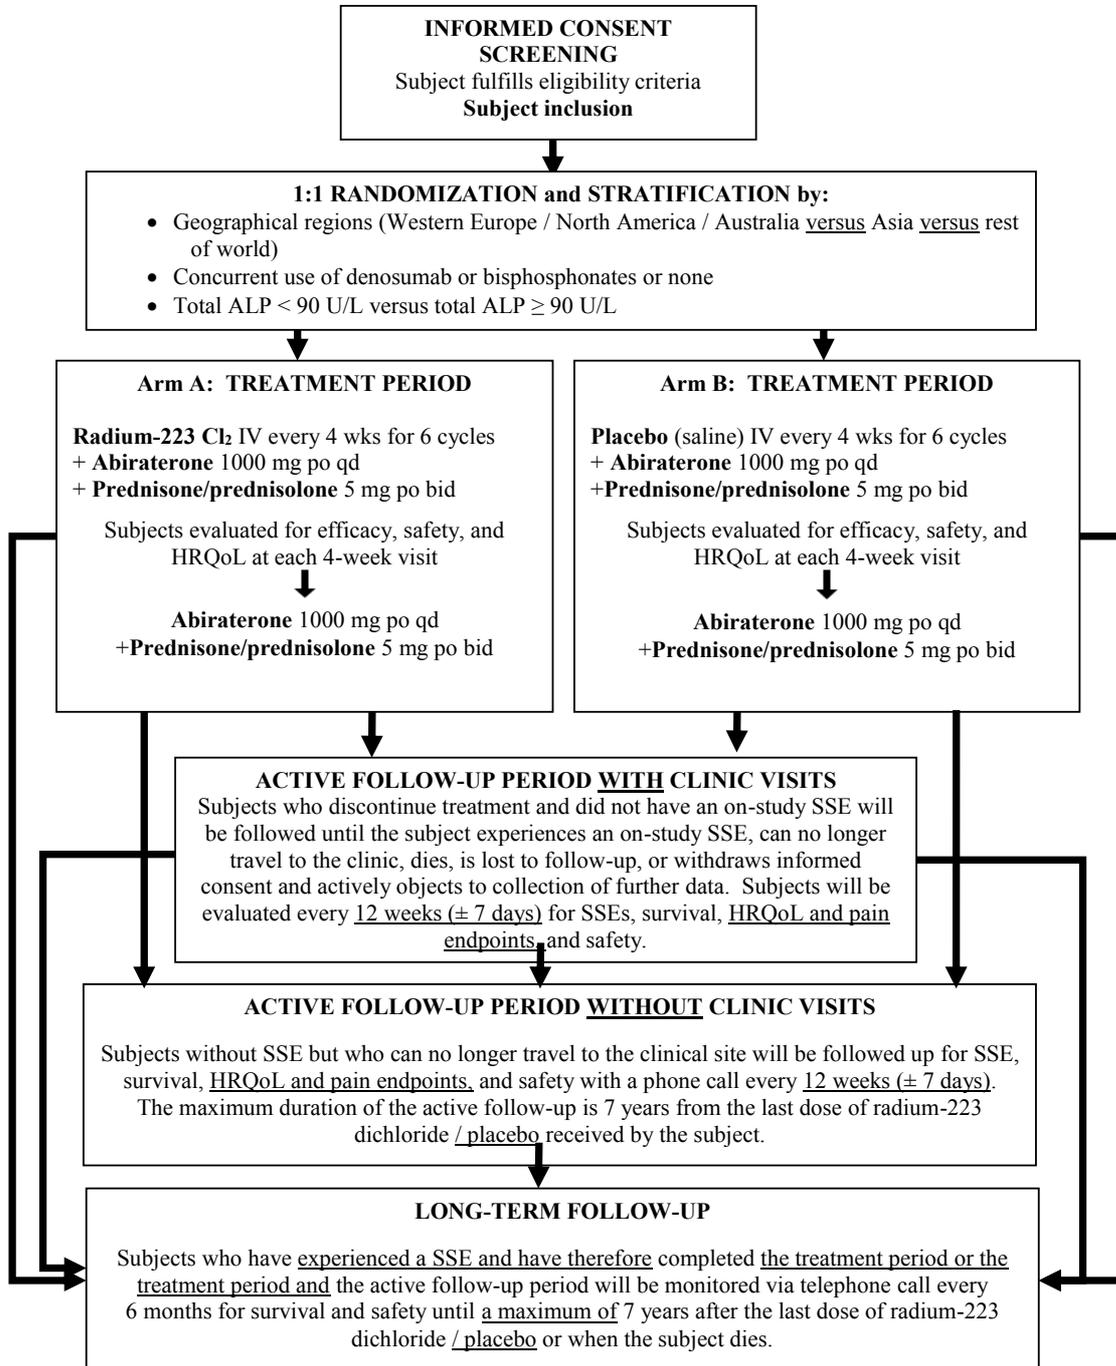 INFORMED CONSENT
SCREENING
Subject fulfills eligibility criteria
Subject inclusion
1:1 RANDOMIZATION and STRATIFICATION by:
• Geographical regions (Western Europe / North America / Australia versus Asia versus rest
of world)
• Concurrent use of denosumab or bisphosphonates or none
• Total ALP < 90 U/L versus total ALP ≥ 90 U/L
Arm A: TREATMENT PERIOD
Radium-223 Cl₂ IV every 4 wks for 6 cycles
+ Abiraterone 1000 mg po qd
+ Prednisone/prednisolone 5 mg po bid
Subjects evaluated for efficacy, safety, and
HRQoL at each 4-week visit
Abiraterone 1000 mg po qd
+Prednisone/prednisolone 5 mg po bid
Arm B: TREATMENT PERIOD
Placebo (saline) IV every 4 wks for 6 cycles
+ Abiraterone 1000 mg po qd
+Prednisone/prednisolone 5 mg po bid
Subjects evaluated for efficacy, safety, and
HRQoL at each 4-week visit
Abiraterone 1000 mg po qd
+Prednisone/prednisolone 5 mg po bid
ACTIVE FOLLOW-UP PERIOD WITH CLINIC VISITS
Subjects who discontinue treatment and did not have an on-study SSE will
be followed until the subject experiences an on-study SSE, can no longer
travel to the clinic, dies, is lost to follow-up, or withdraws informed
consent and actively objects to collection of further data. Subjects will be
evaluated every 12 weeks (± 7 days) for SSEs, survival, HRQoL and pain
endpoints, and safety.
ACTIVE FOLLOW-UP PERIOD WITHOUT CLINIC VISITS
Subjects without SSE but who can no longer travel to the clinical site will be followed up for SSE,
survival, HRQoL and pain endpoints, and safety with a phone call every 12 weeks (± 7 days).
The maximum duration of the active follow-up is 7 years from the last dose of radium-223
dichloride / placebo received by the subject.
LONG-TERM FOLLOW-UP
Subjects who have experienced a SSE and have therefore completed the treatment period or the
treatment period and the active follow-up period will be monitored via telephone call every
6 months for survival and safety until a maximum of 7 years after the last dose of radium-223
dichloride / placebo or when the subject dies.